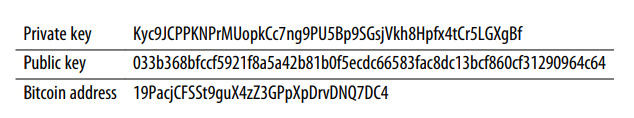 Private key Kyc9JCPPKNPrMUopkCc7ng9PU5Bp9SGsjVkh8Hpfx4tCr5LGXgBf
Public key 033b368bfccf5921f8a5a42b81b0f5ecdc66583fac8dc13bcf860cf31290964c64
Bitcoin address 19PacjCFSSt9guX4zZ3GPpXpDrvDNQ7DC4